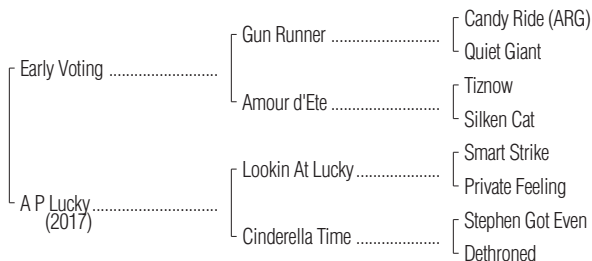 Early Voting ..........................
Gun Runner ..........................
Candy Ride (ARG)
Quiet Giant
Amour d'Ete ..........................
Tiznow
Silken Cat
A P Lucky ..........................
(2017)
Lookin At Lucky ....................
Smart Strike
Private Feeling
Cinderella Time ....................
Stephen Got Even
Dethroned